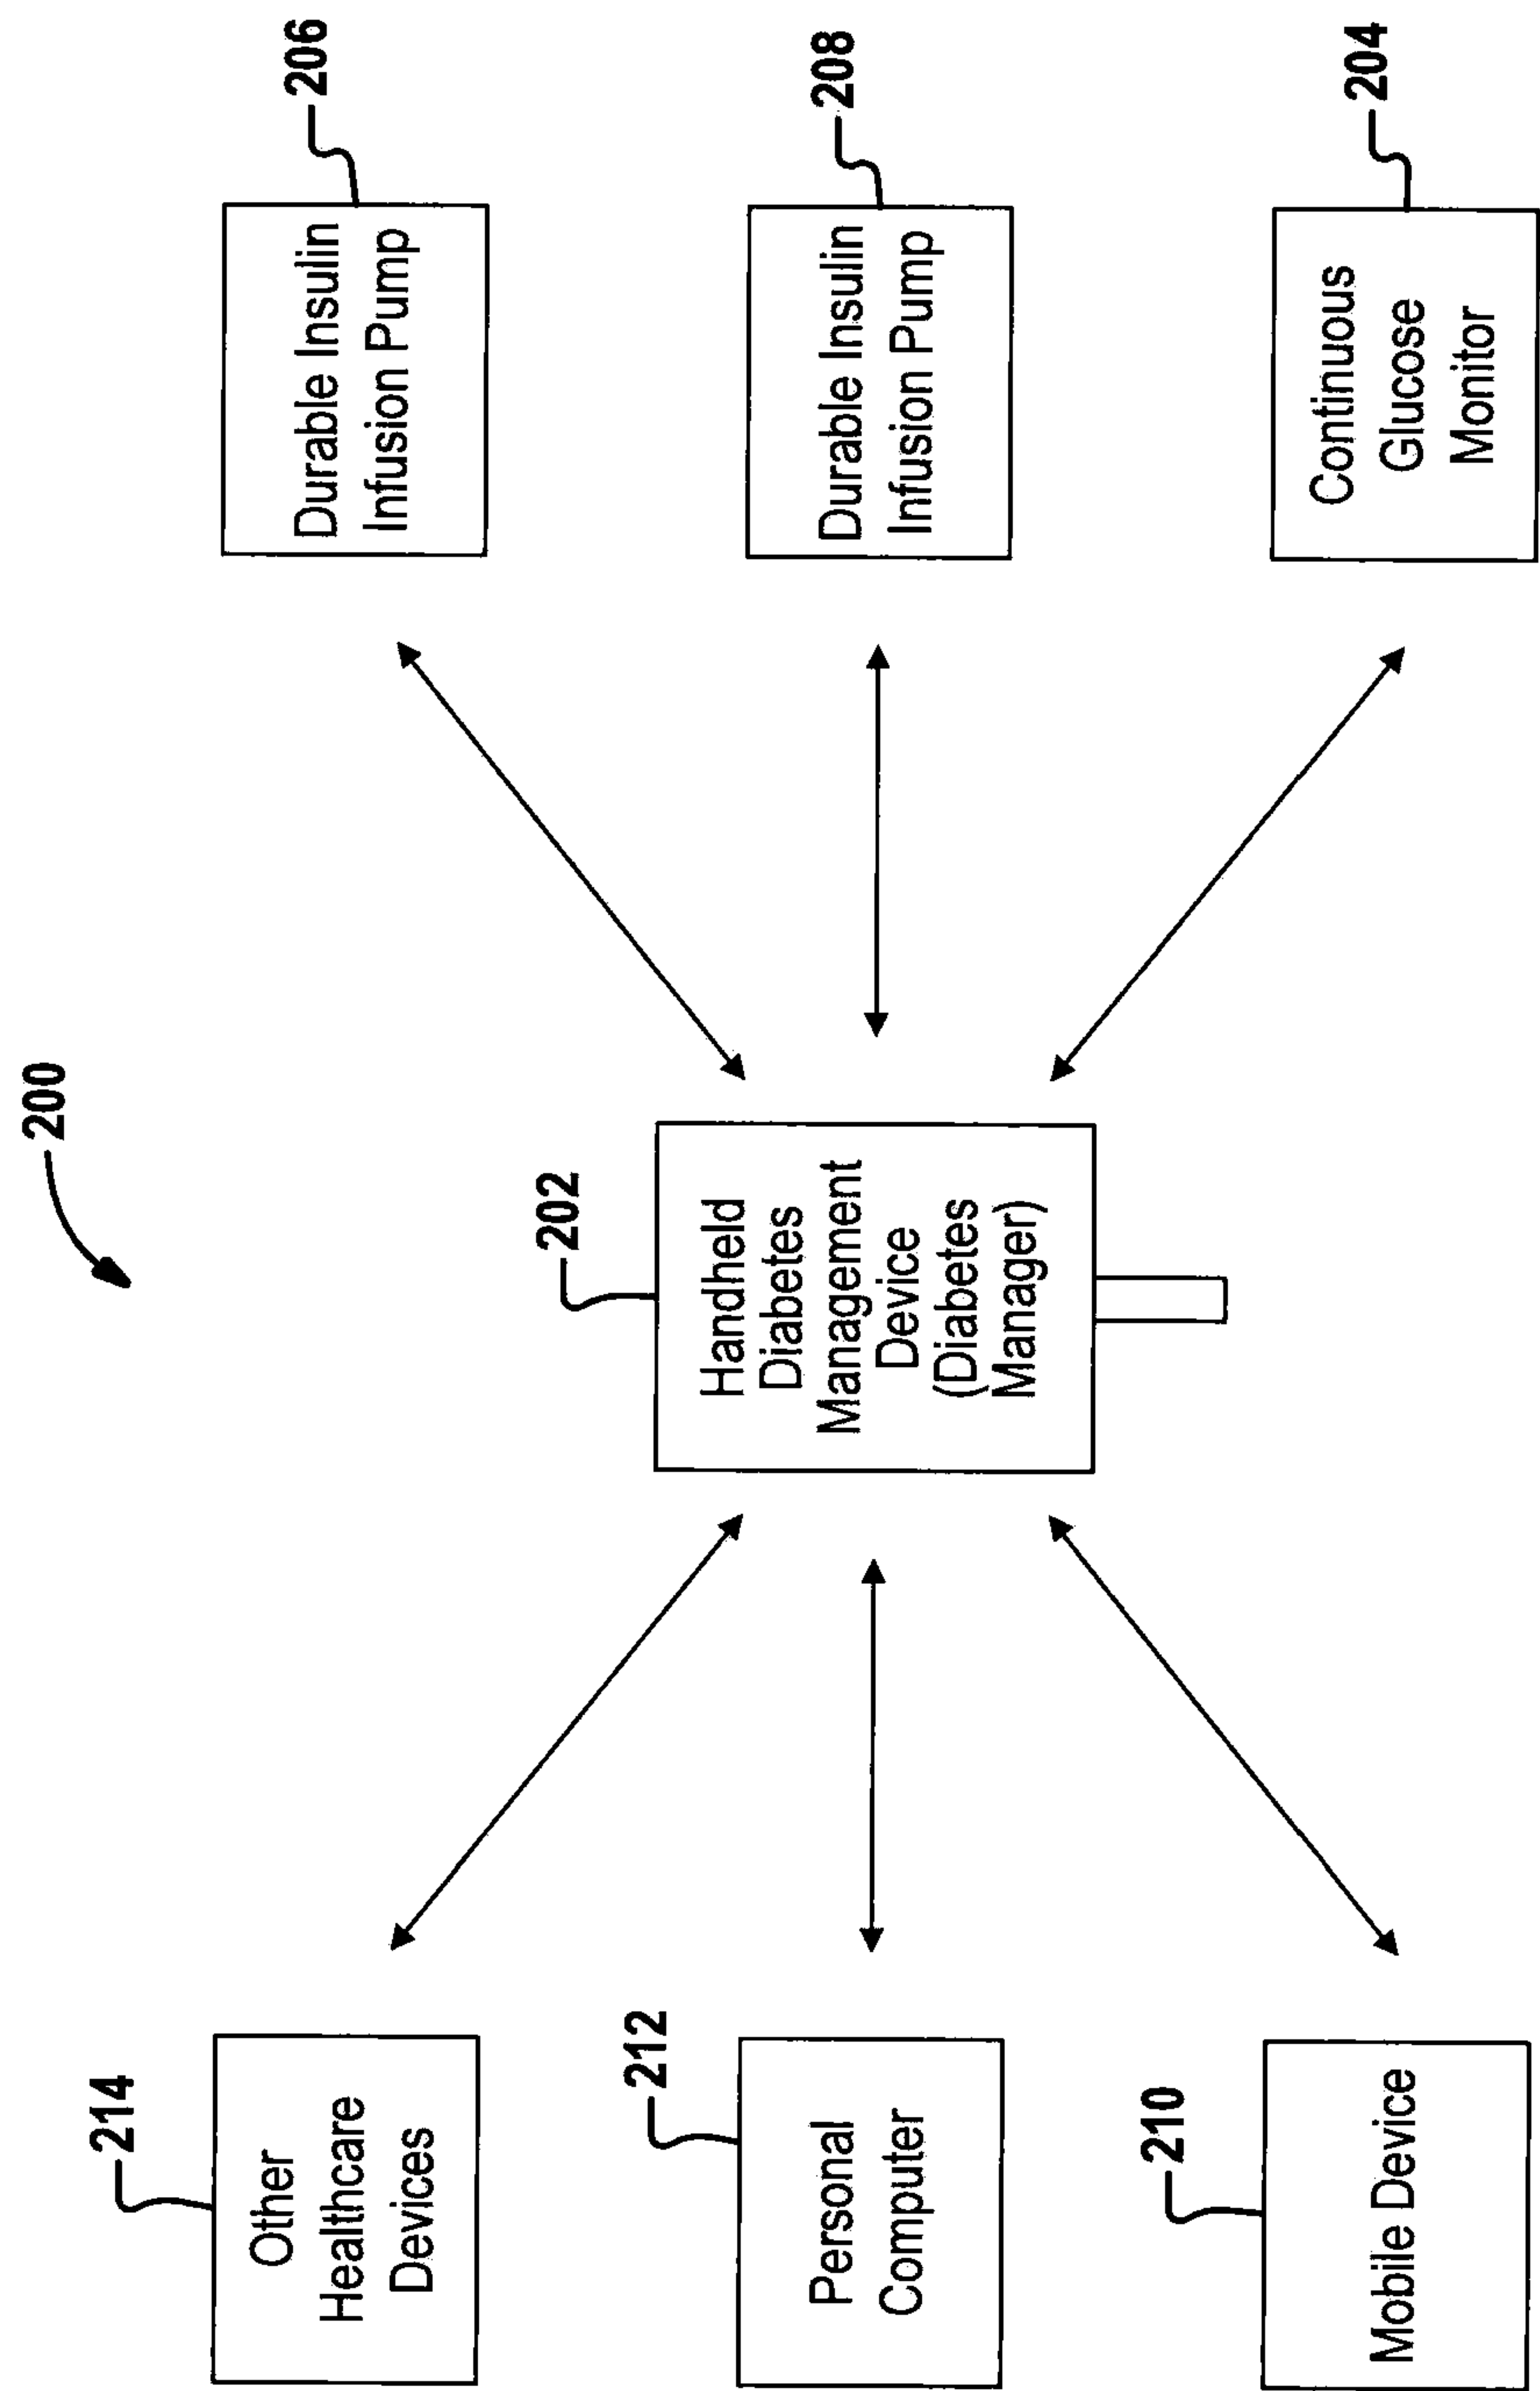 200
214
Other
Healthcare
Devices
212
Personal
Computer
210
Mobile Device
202
Handheld
Diabetes
Management
Device
(Diabetes
Manager)
206
Durable Insulin
Infusion Pump
208
Durable Insulin
Infusion Pump
204
Continuous
Glucose
Monitor